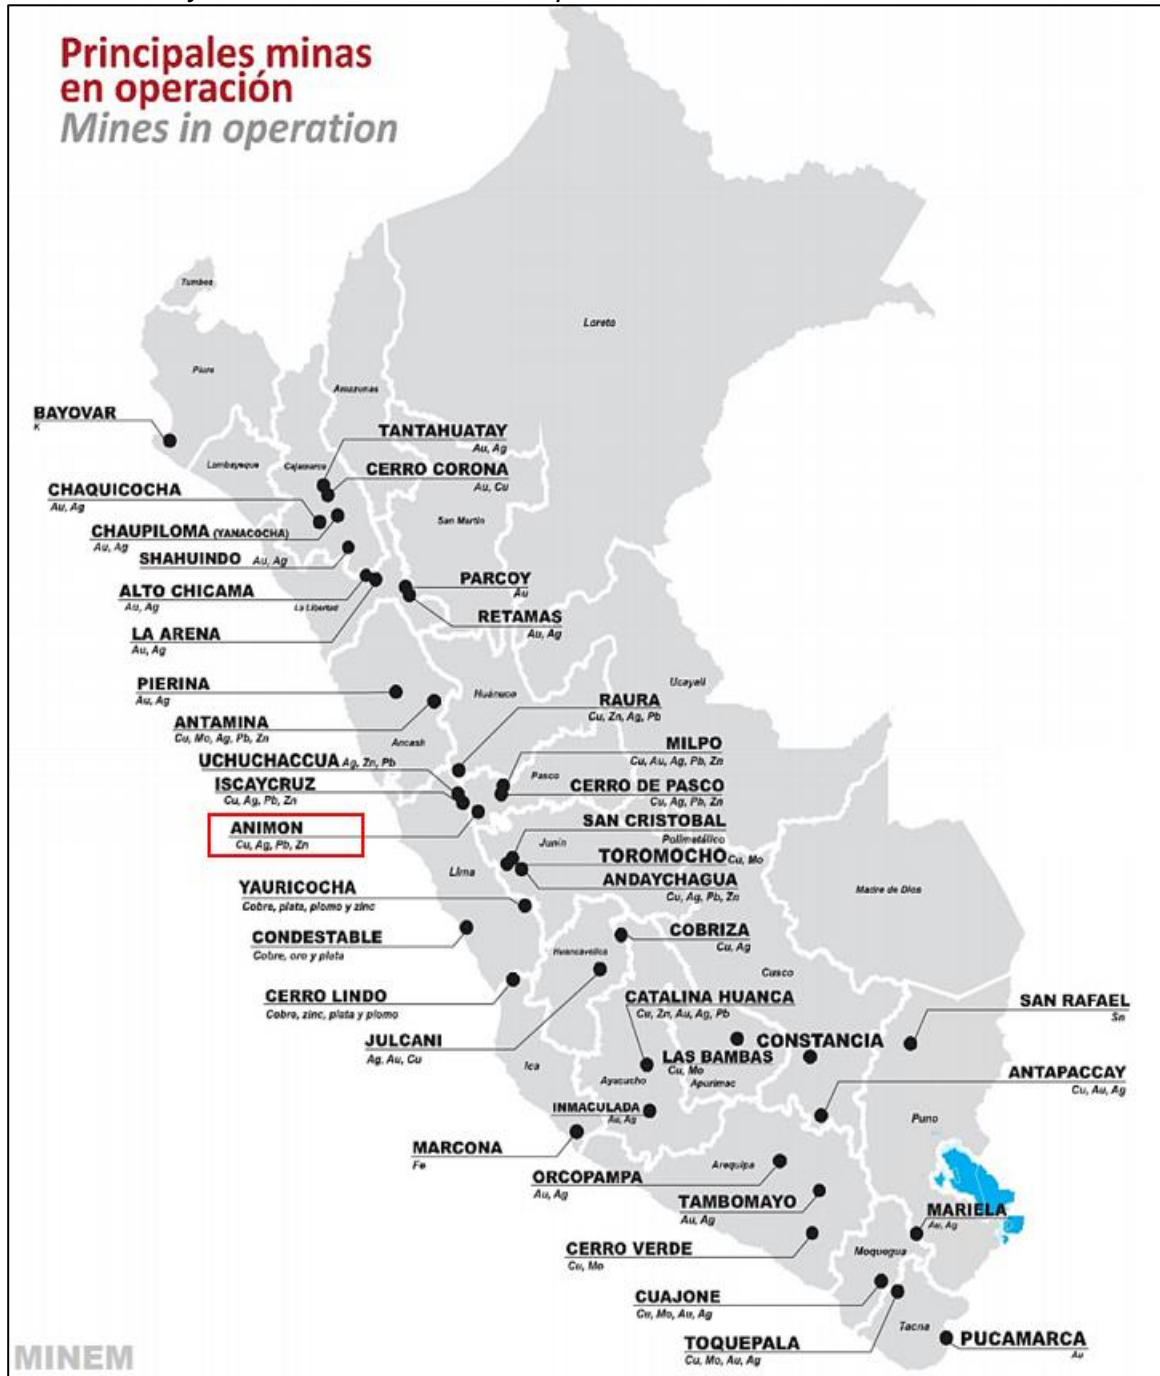 Principales minas
en operación
Mines in operation
Tumbes
Loreto
Piura
Amazonas
BAYOVAR
K
TANTAHUATAY
Au, Ag
Lambayeque
Cajamarca
CERRO CORONA
Au, Cu
CHAQUICOCHA
Au, Ag
San Martín
CHAUPILOMA (YANACOCHA)
Au, Ag
SHAHUINDO Au, Ag
ALTO CHICAMA
Au, Ag
PARCOY
Au
La Libertad
RETAMAS
Au, Ag
LA ARENA
Au, Ag
PIERINA
Au, Ag
Ucayali
Huánuco
RAURA
Cu, Zn, Ag, Pb
ANTAMINA
Cu, Mo, Ag, Pb, Zn
Ancash
MILPO
Cu, Au, Ag, Pb, Zn
UCHUCHACCUA Ag, Zn, Pb
Pasco
ISCAYCRUZ
Cu, Ag, Pb, Zn
CERRO DE PASCO
Cu, Ag, Pb, Zn
ANIMON
Cu, Ag, Pb, Zn
SAN CRISTOBAL
Polimetálico
Junín
TOROMOCHO Cu, Mo
Lima
ANDAYCHAGUA
Cu, Ag, Pb, Zn
YAURICOCHA
Cobre, plata, plomo y zinc
Madre de Dios
CONDESTABLE
Cobre, oro y plata
COBRIZA
Cu, Ag
Huancavelica
Cusco
CERRO LINDO
Cobre, zinc, plata y plomo
CATALINA HUANCA
Cu, Zn, Au, Ag, Pb
SAN RAFAEL
Sn
JULCANI
Ag, Au, Cu
CONSTANCIA
LAS BAMBAS
Cu, Mo
Ica
Ayacucho
Apurimac
ANTAPACCAY
Cu, Au, Ag
INMACULADA
Au, Ag
Puno
MARCONA
Fe
Arequipa
ORCOPAMPA
Au, Ag
TAMBOMAYO
Au, Ag
MARIELA
Au, Ag
CERRO VERDE
Cu, Mo
Moquegua
CUAJONE
Cu, Mo, Au, Ag
Tacna
TOQUEPALA
Cu, Mo, Au, Ag
PUCAMARCA
Au
MINEM